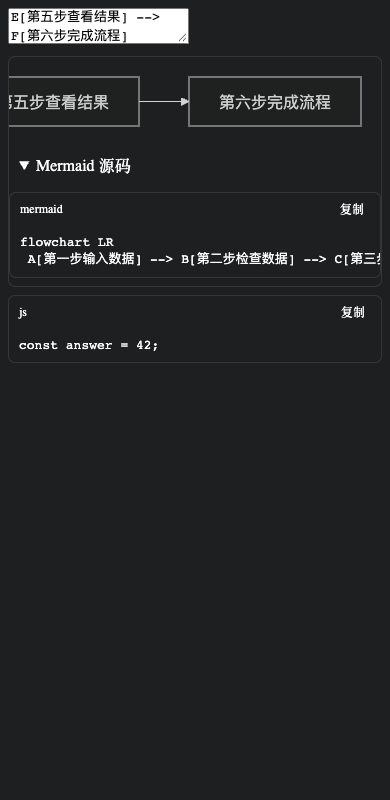 E[第五步查看结果] -->
F[第六步完成流程]
五步查看结果
第六步完成流程
▼ Mermaid 源码
mermaid
复制
flowchart LR
A[第一步输入数据] --> B[第二步检查数据] --> C[第三
js
复制
const answer = 42;